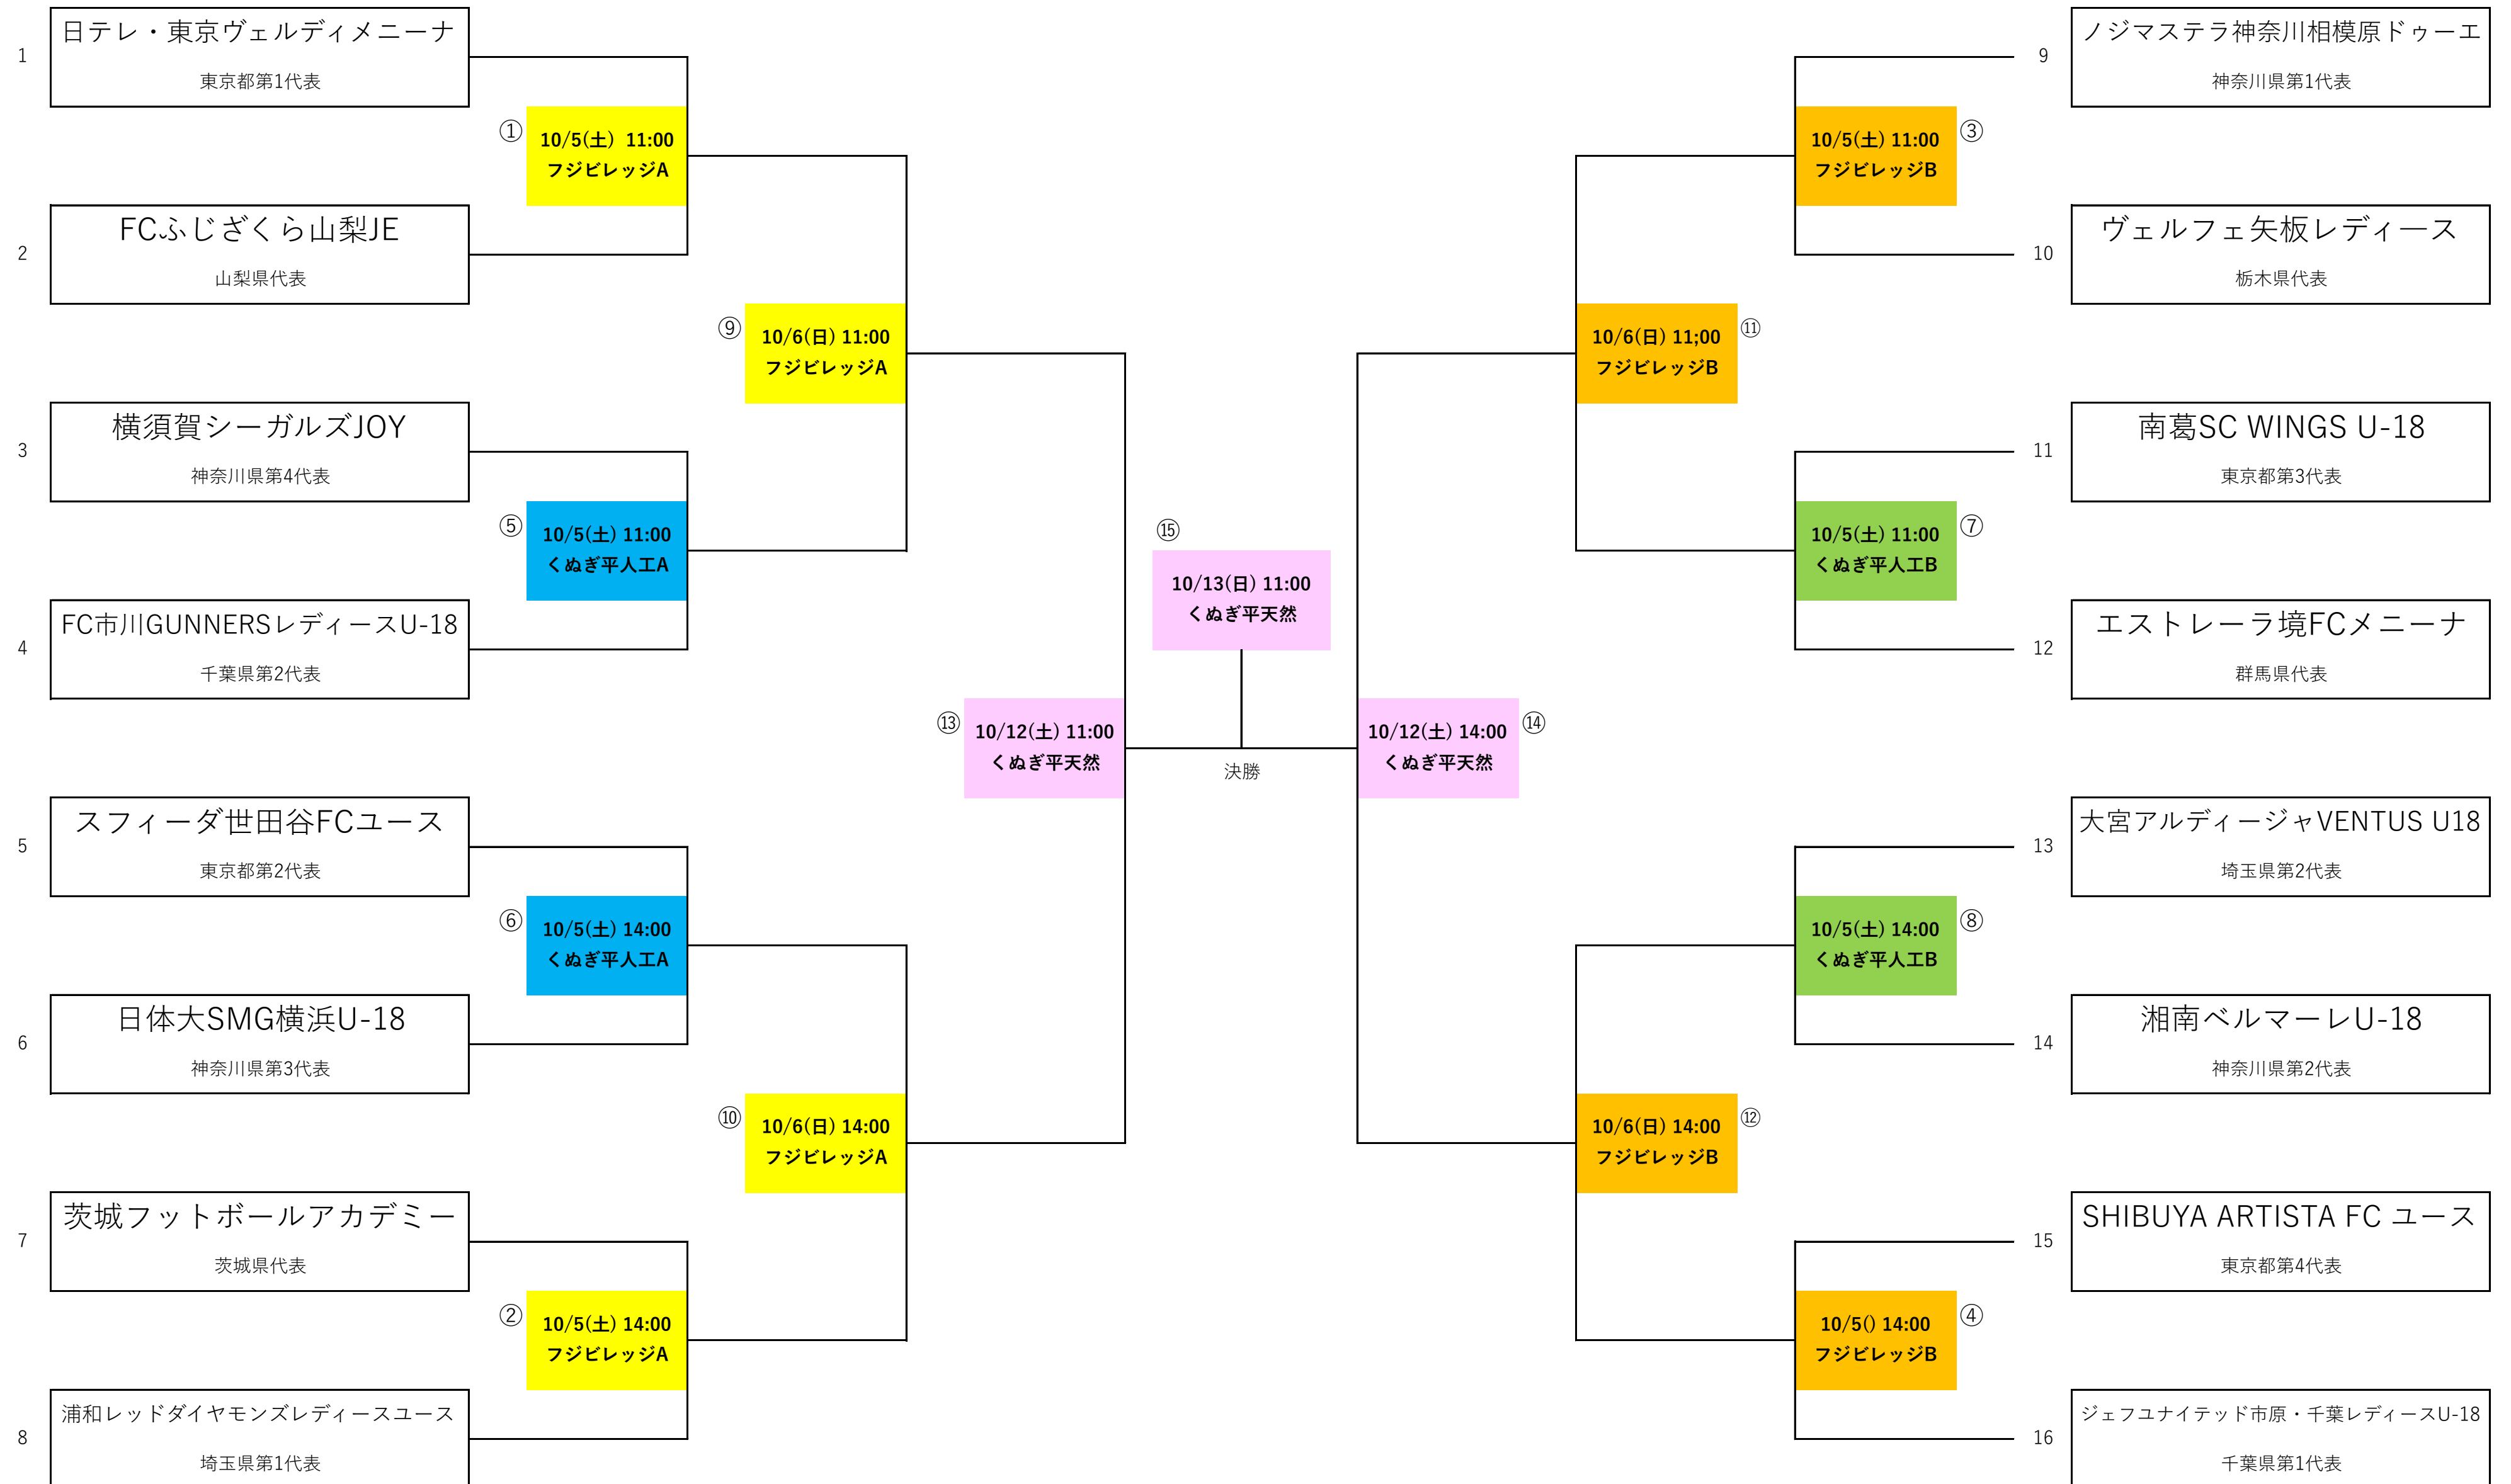 1
日テレ・東京ヴェルディメニーナ
東京都第1代表
①
10/5(土) 11:00
フジビレッジA
2
FCふじざくら山梨JE
山梨県代表
⑨
10/6(日) 11:00
フジビレッジA
3
横須賀シーガルズJOY
神奈川県第4代表
⑤
10/5(土) 11:00
くぬぎ平人工A
4
FC市川GUNNERSレディースU-18
千葉県第2代表
⑬
10/12(土) 11:00
くぬぎ平天然
5
スフィーダ世田谷FCユース
東京都第2代表
⑥
10/5(土) 14:00
くぬぎ平人工A
6
日体大SMG横浜U-18
神奈川県第3代表
⑩
10/6(日) 14:00
フジビレッジA
7
茨城フットボールアカデミー
茨城県代表
②
10/5(土) 14:00
フジビレッジA
8
浦和レッドダイヤモンズレディースユース
埼玉県第1代表
⑮
10/13(日) 11:00
くぬぎ平天然
決勝
9
ノジマステラ神奈川相模原ドゥーエ
神奈川県第1代表
10/5(土) 11:00
フジビレッジB
③
10
ヴェルフェ矢板レディース
栃木県代表
10/6(日) 11;00
フジビレッジB
⑪
11
南葛SC WINGS U-18
東京都第3代表
10/5(土) 11:00
くぬぎ平人工B
⑦
12
エストレーラ境FCメニーナ
群馬県代表
10/12(土) 14:00
くぬぎ平天然
⑭
13
大宮アルディージャVENTUS U18
埼玉県第2代表
10/5(土) 14:00
くぬぎ平人工B
⑧
14
湘南ベルマーレU-18
神奈川県第2代表
10/6(日) 14:00
フジビレッジB
⑫
15
SHIBUYA ARTISTA FC ユース
東京都第4代表
10/5() 14:00
フジビレッジB
④
16
ジェフユナイテッド市原・千葉レディースU-18
千葉県第1代表